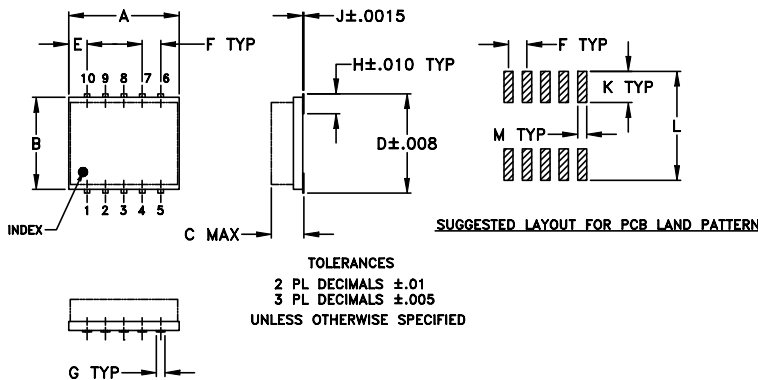 A
E
F TYP
10 9 8 7 6
B
INDEX
1 2 3 4 5
J±.0015
H±.010 TYP
D±.008
C MAX
F TYP
K TYP
M TYP
L
SUGGESTED LAYOUT FOR PCB LAND PATTERN
TOLERANCES
2 PL DECIMALS ±.01
3 PL DECIMALS ±.005
UNLESS OTHERWISE SPECIFIED
G TYP